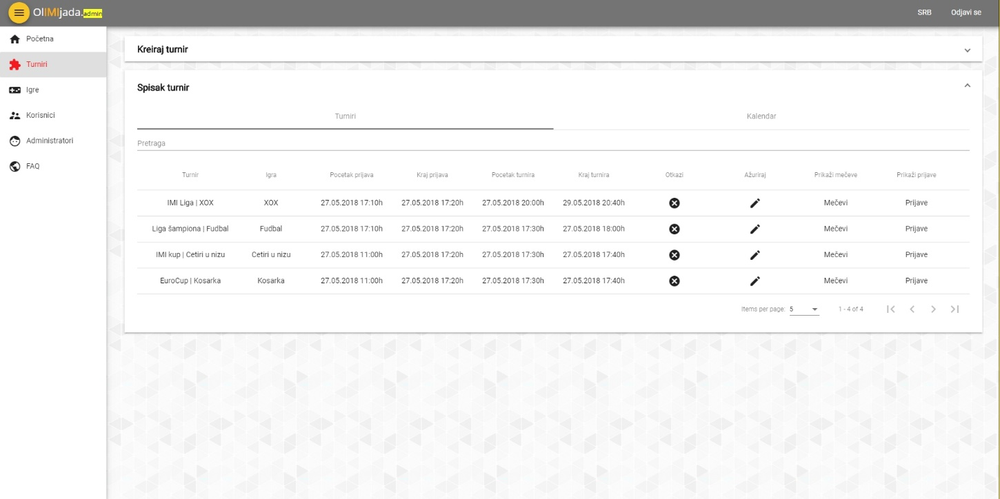 OlIMIjada.admin
SRB Odjavi se
Početna
Turniri
Igre
Korisnici
Administratori
FAQ
Kreiraj turnir
Spisak turnir
Turniri Kalendar
Pretraga
Turnir Igra Pocetak prijava Kraj prijava Pocetak turnira Kraj turnira Otkazi Ažuriraj Prikaži mečeve Prikaži prijave
IMI Liga | XOX XOX 27.05.2018 17:10h 27.05.2018 17:20h 27.05.2018 20:00h 29.05.2018 20:40h Mečevi Prijave
Liga šampiona | Fudbal Fudbal 27.05.2018 17:10h 27.05.2018 17:20h 27.05.2018 17:30h 27.05.2018 18:00h Mečevi Prijave
IMI kup | Cetiri u nizu Cetiri u nizu 27.05.2018 11:00h 27.05.2018 17:20h 27.05.2018 17:30h 27.05.2018 17:40h Mečevi Prijave
EuroCup | Kosarka Kosarka 27.05.2018 11:00h 27.05.2018 17:20h 27.05.2018 17:30h 27.05.2018 17:40h Mečevi Prijave
Items per page: 5 1 - 4 of 4